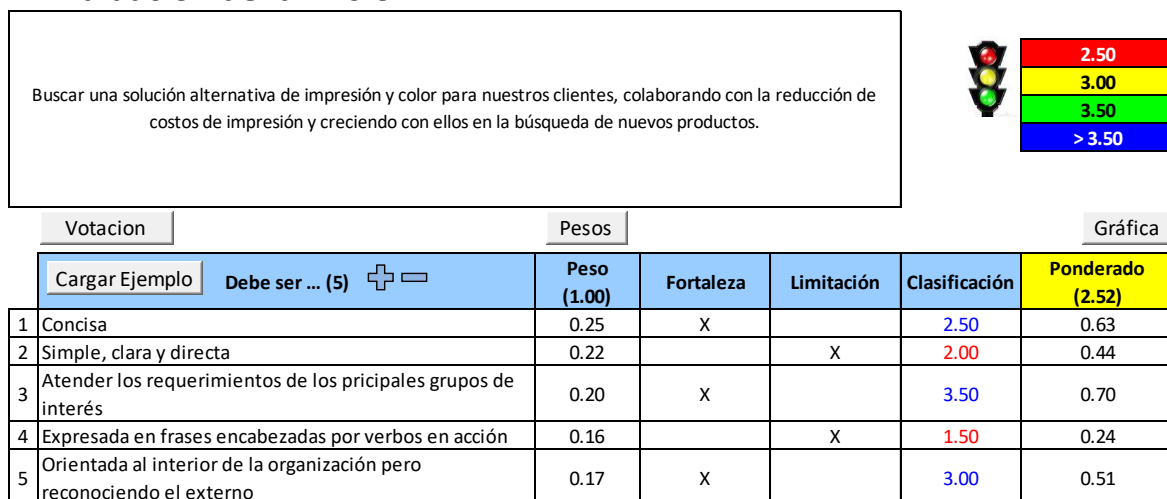 Buscar una solución alternativa de impresión y color para nuestros clientes, colaborando con la reducción de
costos de impresión y creciendo con ellos en la búsqueda de nuevos productos.
2.50
3.00
3.50
> 3.50
Votacion
Pesos
Gráfica
Cargar Ejemplo Debe ser ... (5) Peso (1.00) Fortaleza Limitación Clasificación Ponderado (2.52)
1 Concisa 0.25 X 2.50 0.63
2 Simple, clara y directa 0.22 X 2.00 0.44
3 Atender los requerimientos de los pricipales grupos de
interés 0.20 X 3.50 0.70
4 Expresada en frases encabezadas por verbos en acción 0.16 X 1.50 0.24
5 Orientada al interior de la organización pero
reconociendo el externo 0.17 X 3.00 0.51